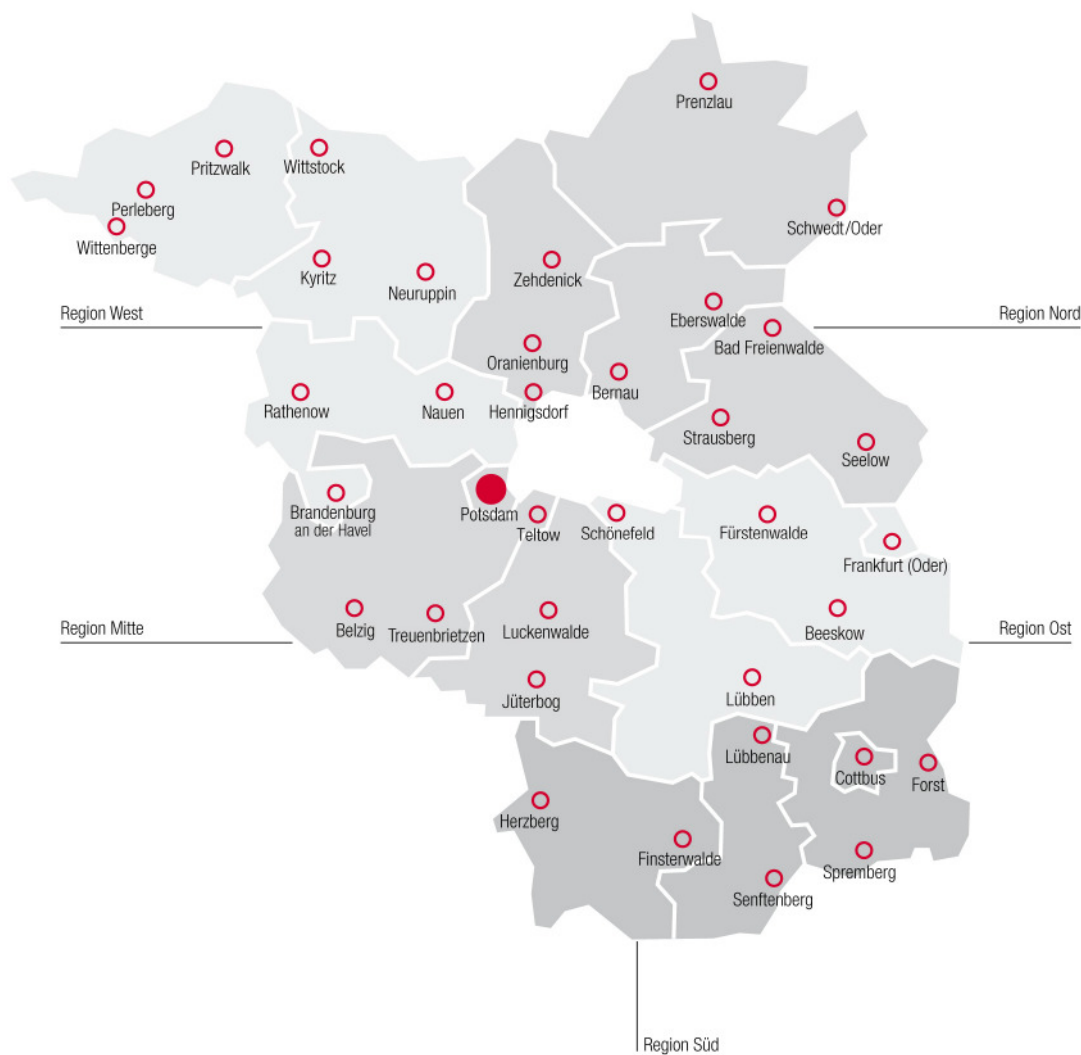 Prenzlau
Pritzwalk
Wittstock
Perleberg
Schwedt/Oder
Wittenberge
Kyritz
Neuruppin
Zehdenick
Region West
Eberswalde
Region Nord
Bad Freienwalde
Oranienburg
Bernau
Rathenow
Nauen
Hennigsdorf
Strausberg
Seelow
Brandenburg
an der Havel
Potsdam
Teltow
Schönefeld
Fürstenwalde
Frankfurt (Oder)
Region Mitte
Belzig
Treuenbrietzen
Luckenwalde
Beeskow
Region Ost
Jüterbog
Lübben
Lübbenau
Cottbus
Forst
Herzberg
Finsterwalde
Spremberg
Senftenberg
Region Süd